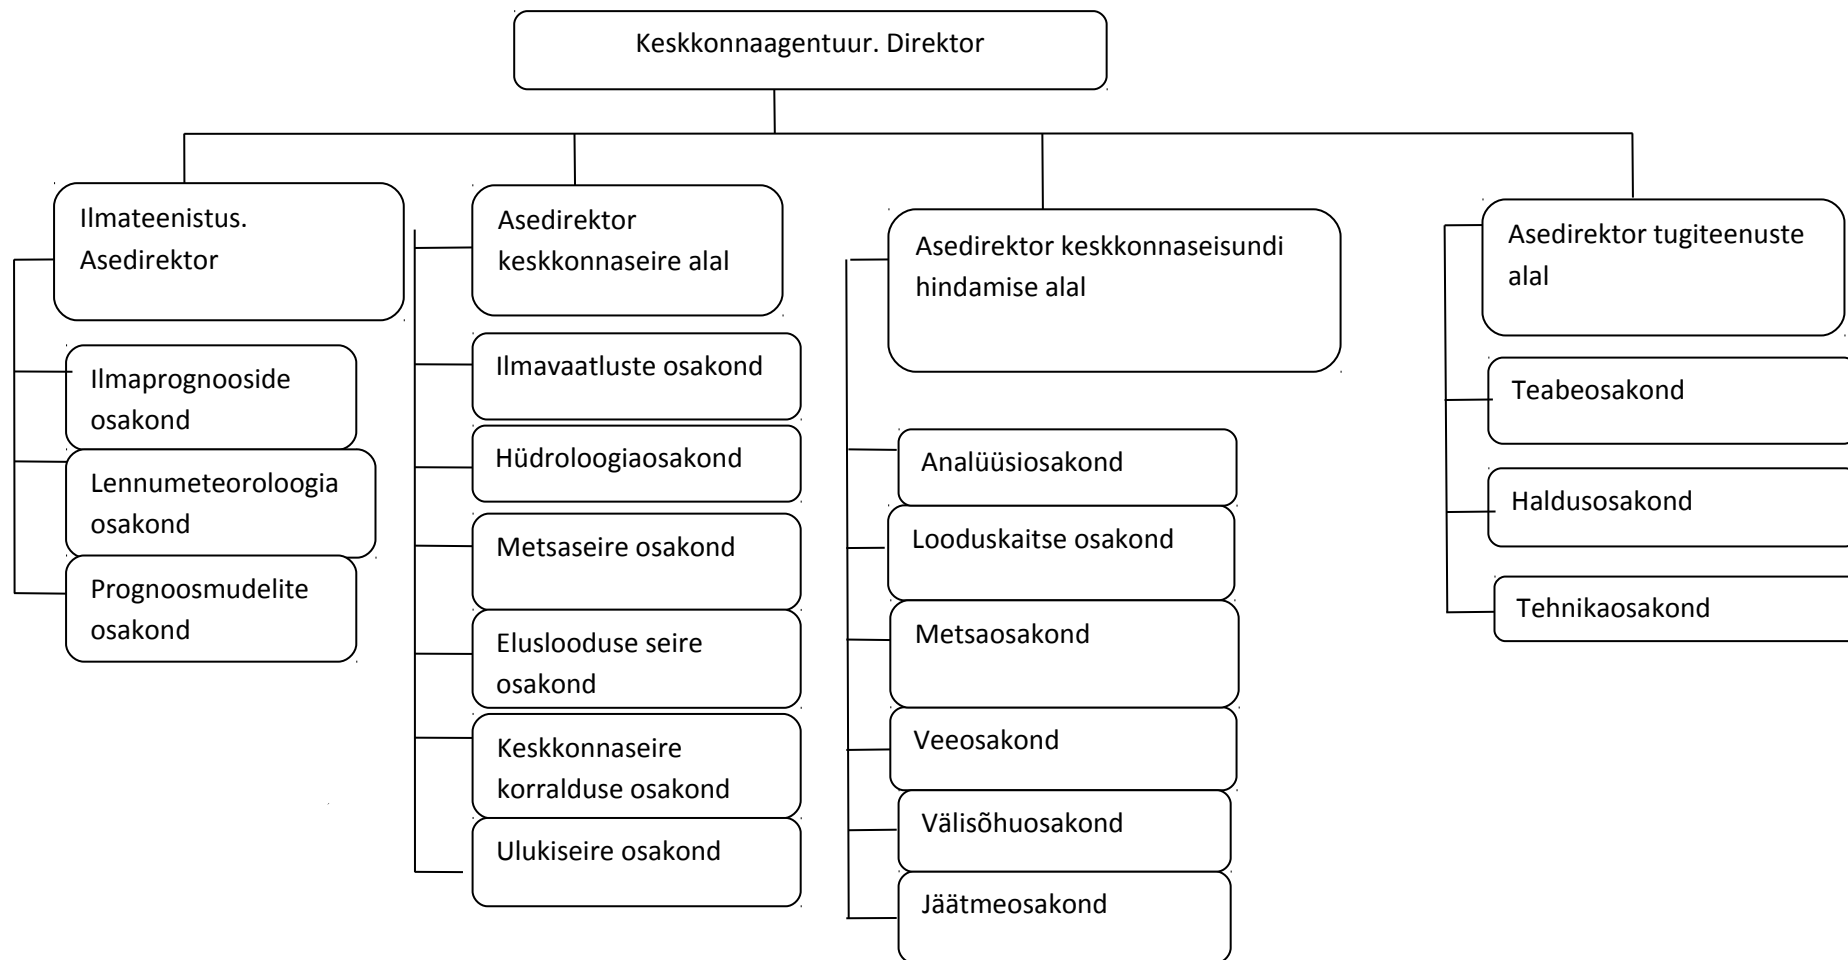 Keskkonnaagentuur. Direktor
Ilmateenistus.
Asedirektor
Ilmaprognooside
osakond
Lennumeteoroloogia
osakond
Prognoosmudelite
osakond
Asedirektor
keskkonnaseire alal
Ilmavaatluste osakond
Hüdroloogiaosakond
Metsaseire osakond
Eluslooduse seire
osakond
Keskkonnaseire
korralduse osakond
Ulukiseire osakond
Asedirektor keskkonnaseisundi
hindamise alal
Analüüsiosakond
Looduskaitse osakond
Metsaosakond
Veeosakond
Välisõhuosakond
Jäätmeosakond
Asedirektor tugiteenuste
alal
Teabeosakond
Haldusosakond
Tehnikaosakond